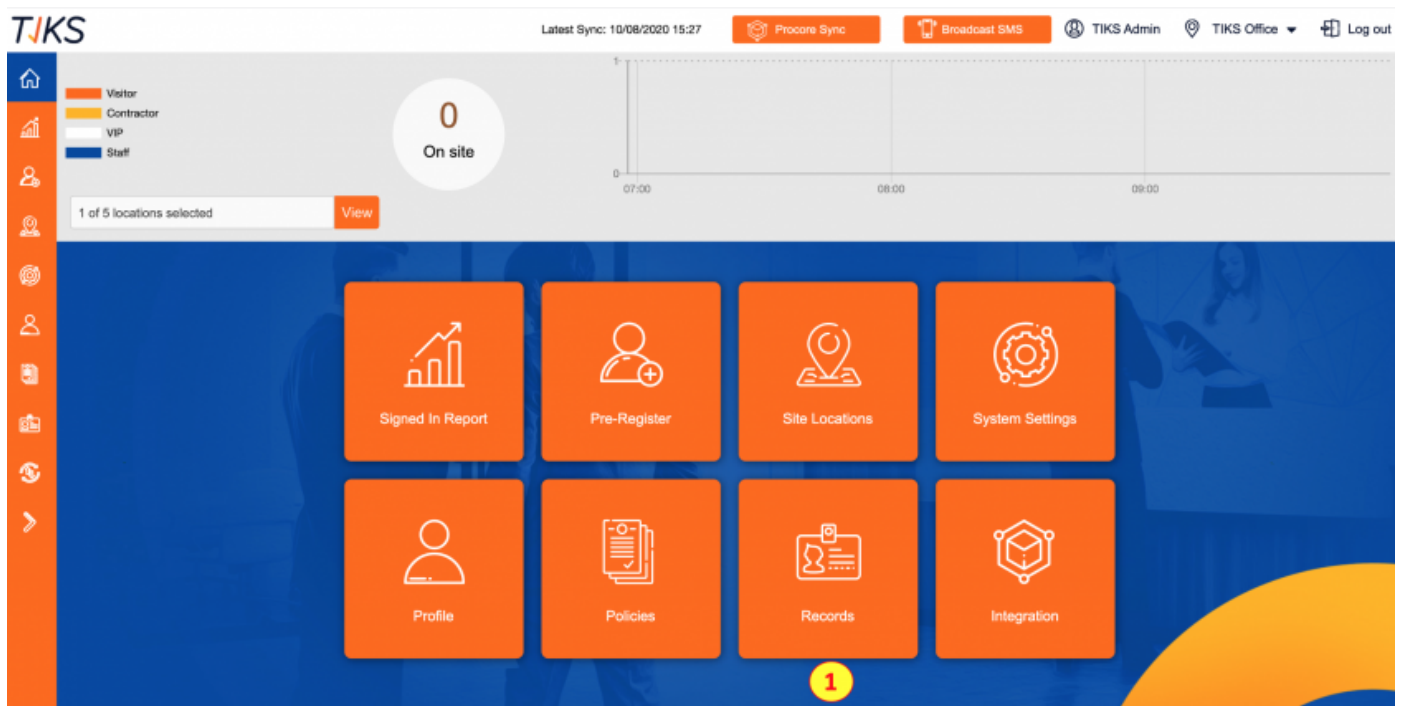 TIKS
Latest Sync: 10/08/2020 15:27
Procore Sync
Broadcast SMS
TIKS Admin
TIKS Office
Log out
Visitor
Contractor
VIP
Staff
0
On site
1
0
07:00
08:00
09:00
1 of 5 locations selected
View
Signed In Report
Pre-Register
Site Locations
System Settings
Profile
Policies
Records
Integration
1